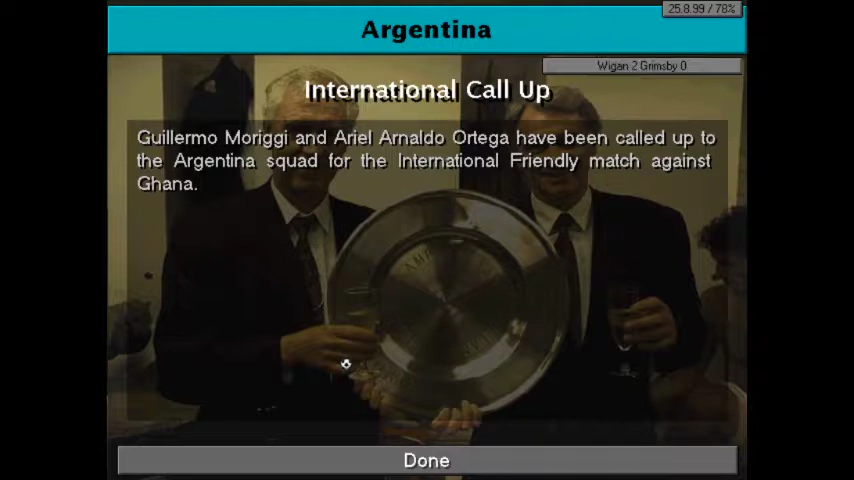 25.8.99 / 78%
Argentina
Wigan 2 Grimsby 0
International Call Up
Guillermo Moriggi and Ariel Arnaldo Ortega have been called up to
the Argentina squad for the International Friendly match against
Ghana.
Done